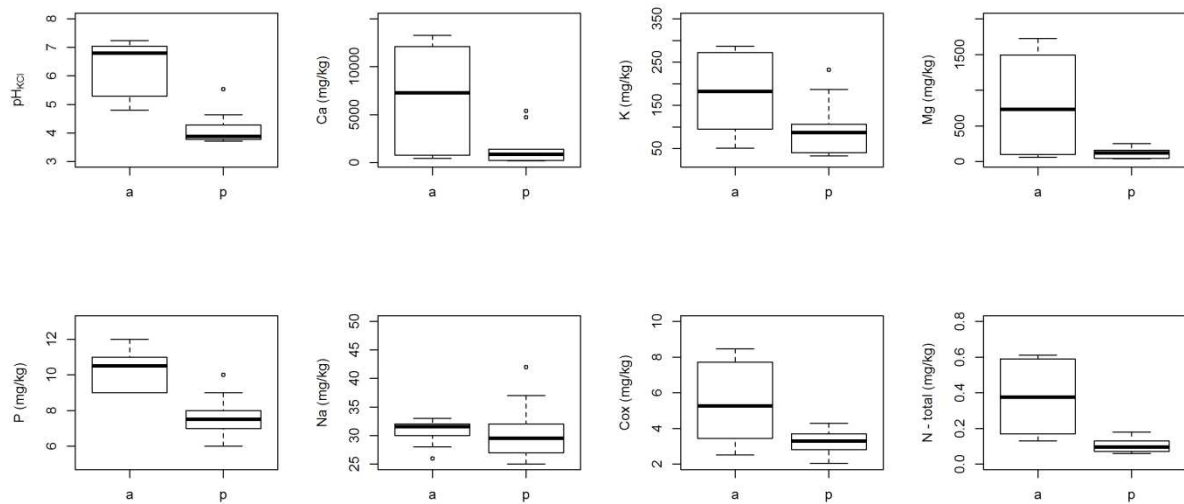 pH KCl
8
7
6
5
4
3
a p
Ca (mg/kg)
10000
5000
0
a p
K (mg/kg)
350
250
150
50
a p
Mg (mg/kg)
1500
500
0
a p
P (mg/kg)
12
10
8
6
a p
Na (mg/kg)
50
45
40
35
30
25
a p
Cox (mg/kg)
10
8
6
4
2
a p
N - total (mg/kg)
0.8
0.6
0.4
0.2
0.0
a p